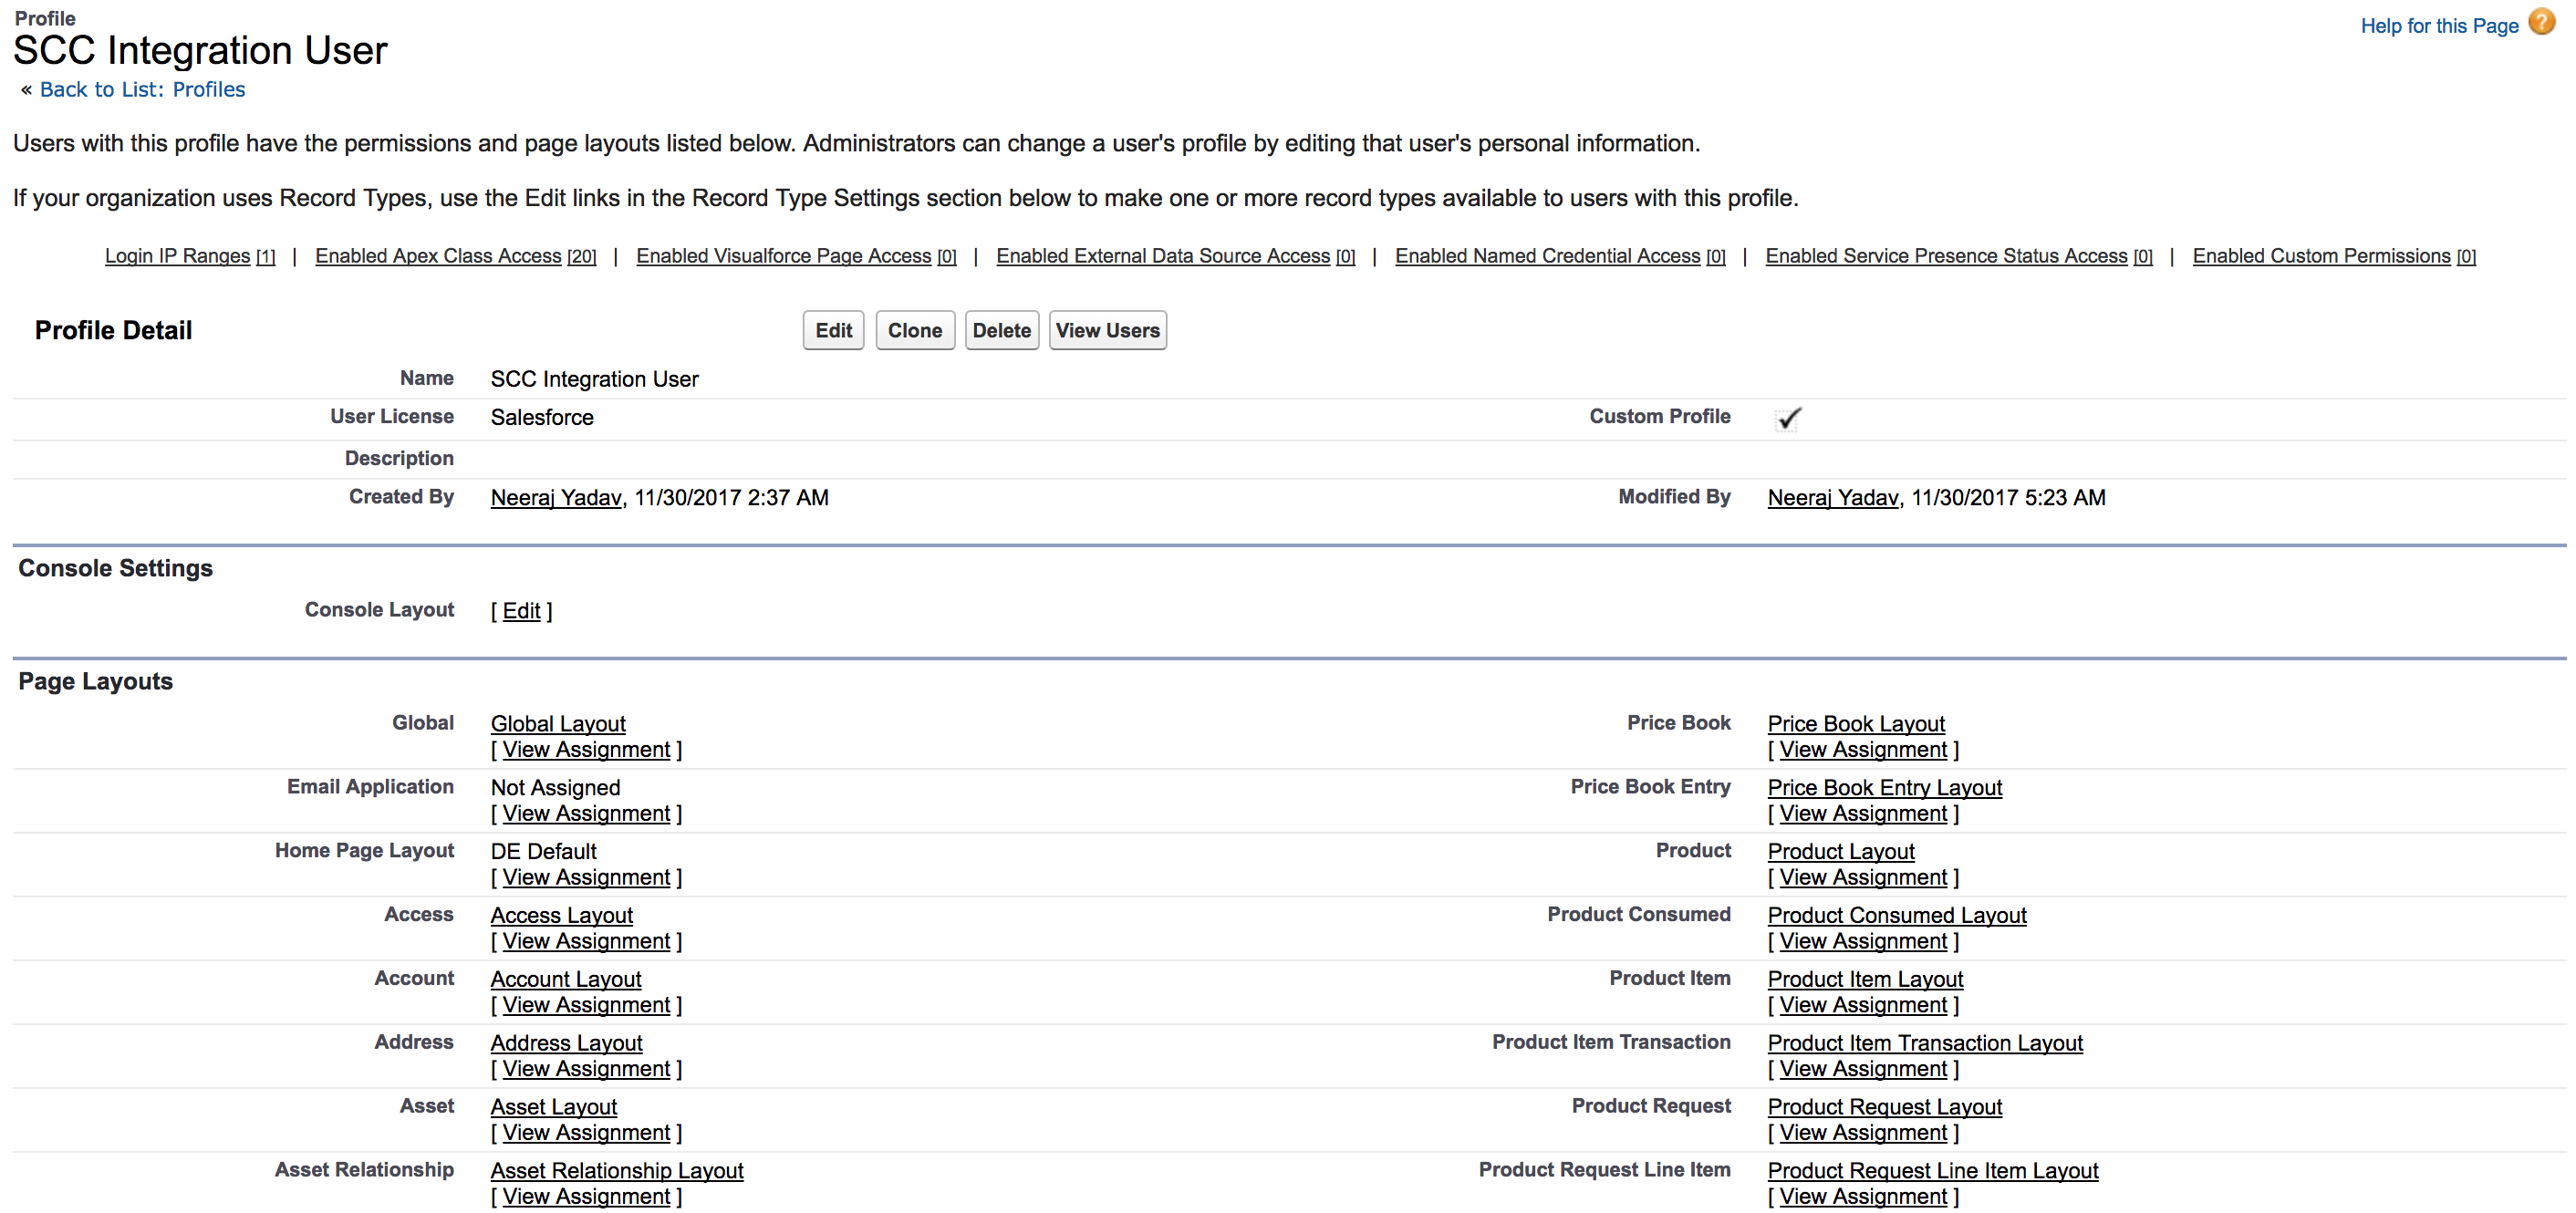 Profile
SCC Integration User
Help for this Page ?
« Back to List: Profiles
Users with this profile have the permissions and page layouts listed below. Administrators can change a user's profile by editing that user's personal information.
If your organization uses Record Types, use the Edit links in the Record Type Settings section below to make one or more record types available to users with this profile.
Login IP Ranges [1] | Enabled Apex Class Access [20] | Enabled Visualforce Page Access [0] | Enabled External Data Source Access [0] | Enabled Named Credential Access [0] | Enabled Service Presence Status Access [0] | Enabled Custom Permissions [0]
Profile Detail Edit Clone Delete View Users
Name SCC Integration User
User License Salesforce Custom Profile
Description
Created By Neeraj Yadav, 11/30/2017 2:37 AM Modified By Neeraj Yadav, 11/30/2017 5:23 AM
Console Settings
Console Layout [ Edit ]
Page Layouts
Global Global Layout Price Book Price Book Layout
[ View Assignment ] [ View Assignment ]
Email Application Not Assigned Price Book Entry Price Book Entry Layout
[ View Assignment ] [ View Assignment ]
Home Page Layout DE Default Product Product Layout
[ View Assignment ] [ View Assignment ]
Access Access Layout Product Consumed Product Consumed Layout
[ View Assignment ] [ View Assignment ]
Account Account Layout Product Item Product Item Layout
[ View Assignment ] [ View Assignment ]
Address Address Layout Product Item Transaction Product Item Transaction Layout
[ View Assignment ] [ View Assignment ]
Asset Asset Layout Product Request Product Request Layout
[ View Assignment ] [ View Assignment ]
Asset Relationship Asset Relationship Layout Product Request Line Item Product Request Line Item Layout
[ View Assignment ] [ View Assignment ]